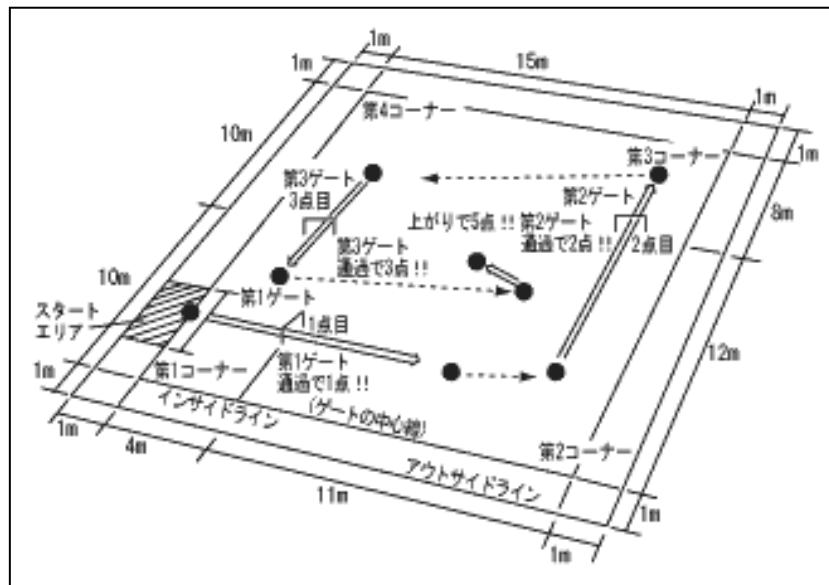 1m
15m
1m
1m
1m
第4コーナー
10m
第3コーナー
第3ゲート
3点目
第2ゲート
8m
上がりで5点!!
第2ゲート
通過で2点!!
2点目
第3ゲート
通過で3点!!
10m
第1ゲート
スタート
エリア
1点目
12m
第1コーナー
第1ゲート
通過で1点!!
(ゲートの中心線)
1m
インサイドライン
第2コーナー
1m
4m
アウトサイドライン
11m
1m
1m